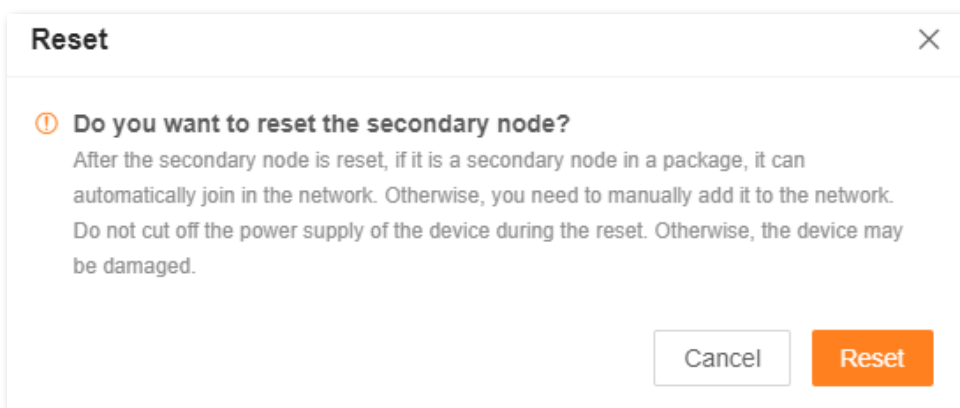 Reset
Do you want to reset the secondary node?
After the secondary node is reset, if it is a secondary node in a package, it can
automatically join in the network. Otherwise, you need to manually add it to the network.
Do not cut off the power supply of the device during the reset. Otherwise, the device may
be damaged.
Cancel
Reset